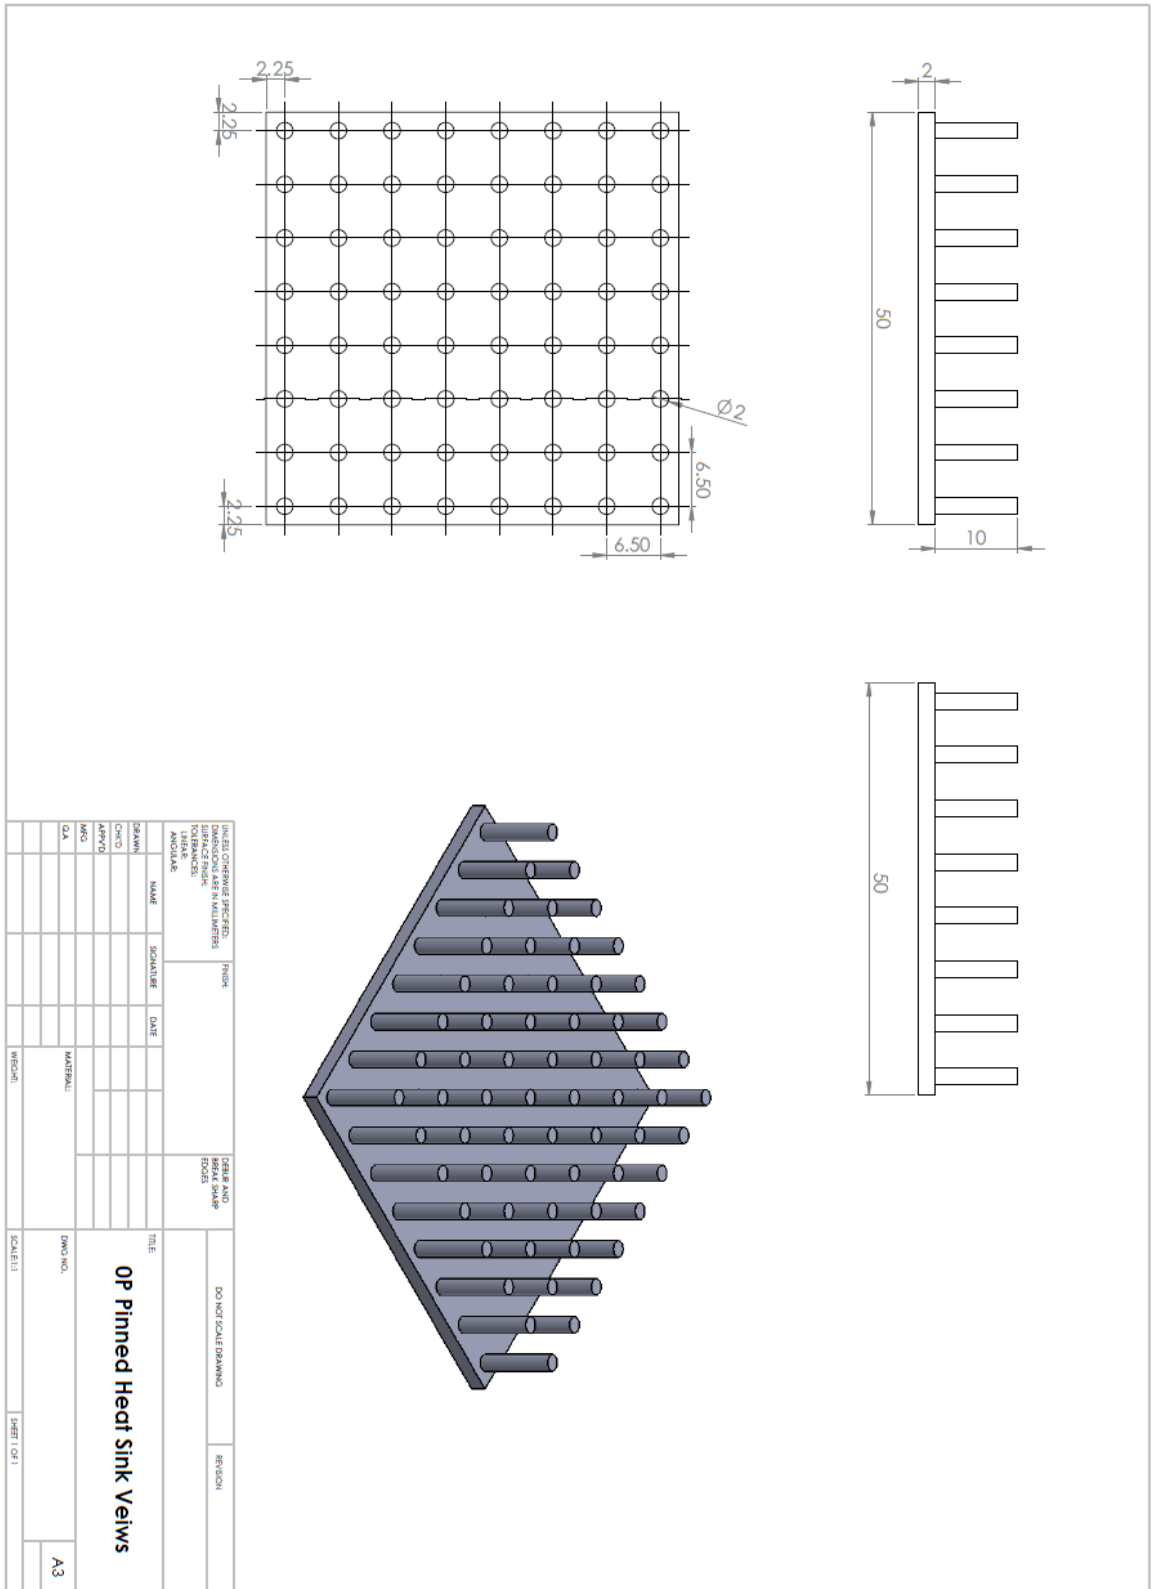 2.25
2.25
2.25
Ø2
6.50
6.50
2
50
10
50
UNLESS OTHERWISE SPECIFIED:
DIMENSIONS ARE IN MILLIMETERS
SURFACE FINISH:
TOLERANCES:
LINEAR:
ANGULAR:
FINISH:
DEBUR AND
BREAK SHARP
EDGES
DO NOT SCALE DRAWING
REVISION
NAME
SIGNATURE
DATE
DRAWN
CHK'D
APPV'D
MFG
Q.A
MATERIAL:
WEIGHT:
TITLE:
OP Pinned Heat Sink Veiws
DWG NO.
A3
SCALE:1:1
SHEET 1 OF 1